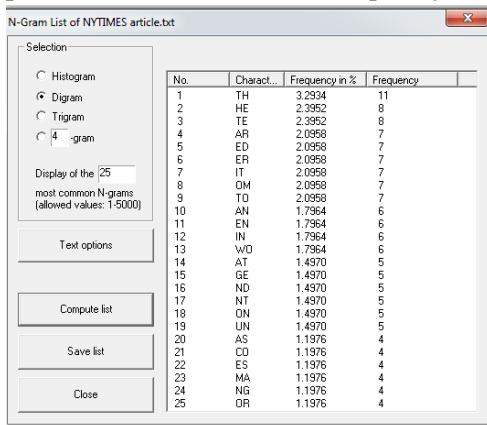 N-Gram List of NYTIMES article.txt
Selection
Histogram
Digram
Trigram
4 -gram
Display of the 25
most common N-grams
(allowed values: 1-5000)
Text options
Compute list
Save list
Close
No. Charact... Frequency in % Frequency
1 TH 3.2934 11
2 HE 2.3952 8
3 TE 2.3952 8
4 AR 2.0958 7
5 ED 2.0958 7
6 ER 2.0958 7
7 IT 2.0958 7
8 OM 2.0958 7
9 TO 2.0958 7
10 AN 1.7964 6
11 EN 1.7964 6
12 IN 1.7964 6
13 WO 1.7964 6
14 AT 1.4970 5
15 GE 1.4970 5
16 ND 1.4970 5
17 NT 1.4970 5
18 ON 1.4970 5
19 UN 1.4970 5
20 AS 1.1976 4
21 CO 1.1976 4
22 ES 1.1976 4
23 MA 1.1976 4
24 NG 1.1976 4
25 OR 1.1976 4